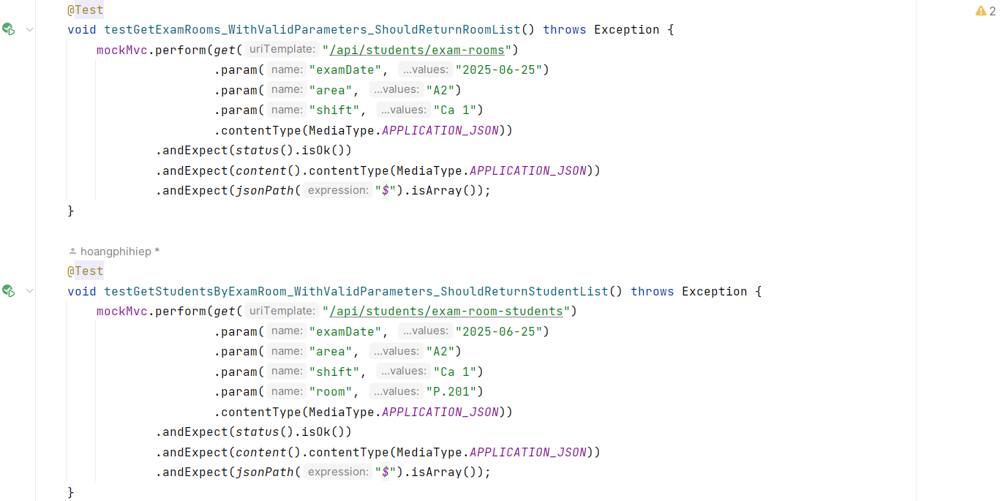 @Test
2
void testGetExamRooms_WithValidParameters_ShouldReturnRoomList() throws Exception {
mockMvc.perform(get( uriTemplate: "/api/students/exam-rooms")
.param( name: "examDate", ...values: "2025-06-25")
.param( name: "area", ...values: "A2")
.param( name: "shift", ...values: "Ca 1")
.contentType(MediaType.APPLICATION_JSON))
.andExpect(status().isOk())
.andExpect(content().contentType(MediaType.APPLICATION_JSON))
.andExpect(jsonPath( expression: "$").isArray());
}
hoangphihiep *
@Test
void testGetStudentsByExamRoom_WithValidParameters_ShouldReturnStudentList() throws Exception {
mockMvc.perform(get( uriTemplate: "/api/students/exam-room-students")
.param( name: "examDate", ...values: "2025-06-25")
.param( name: "area", ...values: "A2")
.param( name: "shift", ...values: "Ca 1")
.param( name: "room", ...values: "P.201")
.contentType(MediaType.APPLICATION_JSON))
.andExpect(status().isOk())
.andExpect(content().contentType(MediaType.APPLICATION_JSON))
.andExpect(jsonPath( expression: "$").isArray());
}